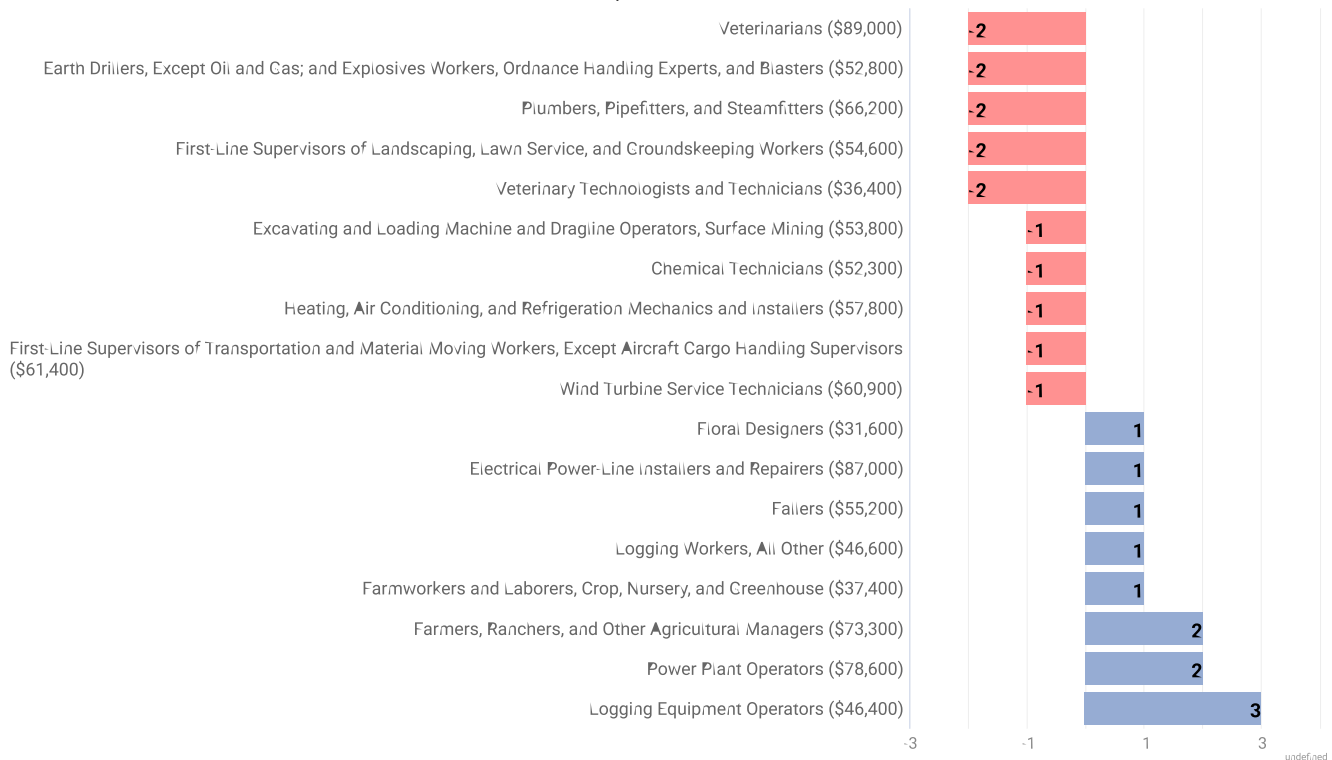 Veterinarians ($89,000)
-2
Earth Drillers, Except Oil and Gas; and Explosives Workers, Ordnance Handling Experts, and Blasters ($52,800)
-2
Plumbers, Pipefitters, and Steamfitters ($66,200)
-2
First-Line Supervisors of Landscaping, Lawn Service, and Groundskeeping Workers ($54,600)
-2
Veterinary Technologists and Technicians ($36,400)
-2
Excavating and Loading Machine and Dragline Operators, Surface Mining ($53,800)
-1
Chemical Technicians ($52,300)
-1
Heating, Air Conditioning, and Refrigeration Mechanics and Installers ($57,800)
-1
First-Line Supervisors of Transportation and Material Moving Workers, Except Aircraft Cargo Handling Supervisors
($61,400)
-1
Wind Turbine Service Technicians ($60,900)
-1
Floral Designers ($31,600)
1
Electrical Power-Line Installers and Repairers ($87,000)
1
Fallers ($55,200)
1
Logging Workers, All Other ($46,600)
1
Farmworkers and Laborers, Crop, Nursery, and Greenhouse ($37,400)
1
Farmers, Ranchers, and Other Agricultural Managers ($73,300)
2
Power Plant Operators ($78,600)
2
Logging Equipment Operators ($46,400)
3
-3 -1 1 3
undefined